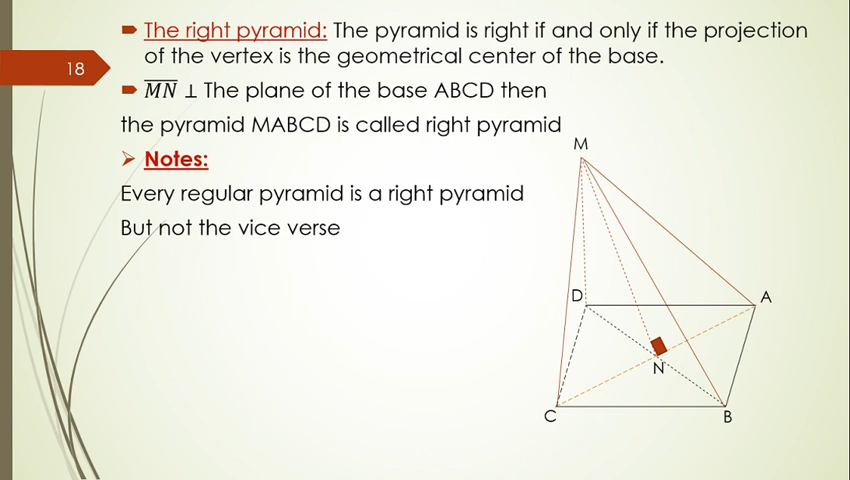 The right pyramid: The pyramid is right if and only if the projection
of the vertex is the geometrical center of the base.
18
MN ⊥ The plane of the base ABCD then
the pyramid MABCD is called right pyramid
M
Notes:
Every regular pyramid is a right pyramid
But not the vice verse
D
A
N
C
B